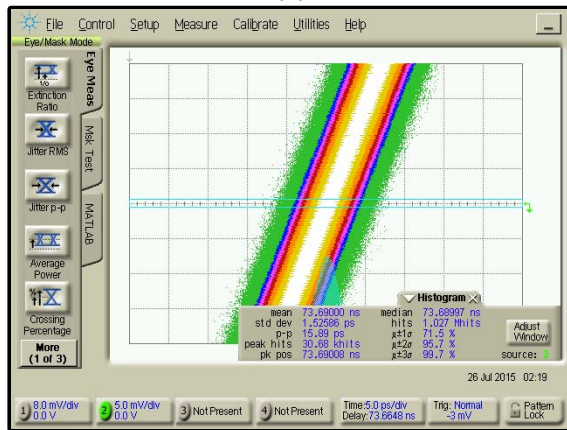 File Control Setup Measure Calibrate Utilities Help
Eye/Mask Mode
Eye Meas
Msk Test
MATLAB
Extinction
Ratio
Jitter RMS
Jitter p-p
Average
Power
Crossing
Percentage
More
(1 of 3)
Histogram
mean 73.69000 ns median 73.68997 ns
std dev 1.52586 ps hits 1.027 Mhits
p-p 15.89 ps μ±1σ 71.5 %
peak hits 30.68 khits μ±2σ 95.7 %
pk pos 73.69008 ns μ±3σ 99.7 %
Adjust
Window
source: 2
26 Jul 2015 02:19
1) 8.0 mV/div
0.0 V
2) 5.0 mV/div
0.0 V
3) Not Present
4) Not Present
Time:5.0 ps/div
Delay:73.6648 ns
Trig: Normal
-3 mV
Pattern
Lock